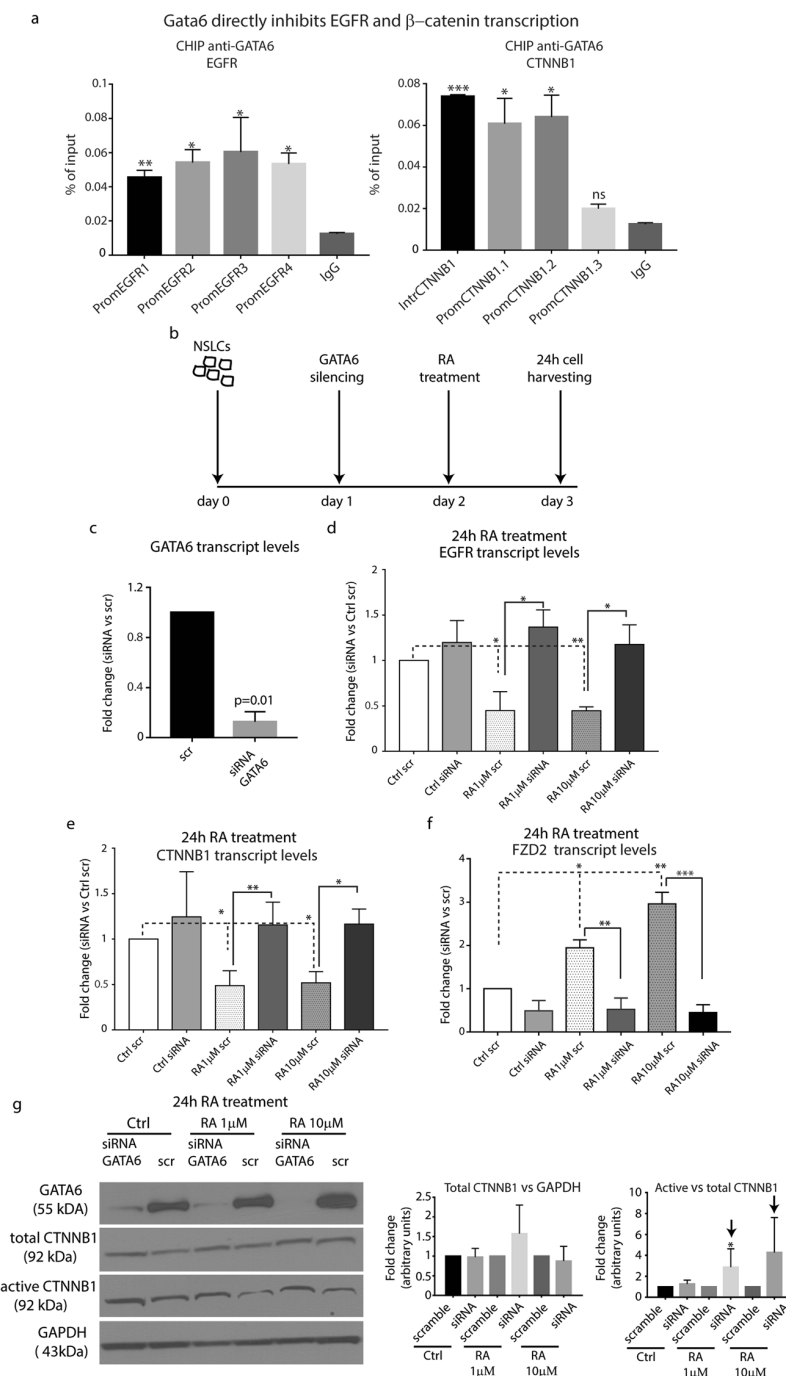 a
Gata6 directly inhibits EGFR and β−catenin transcription
CHIP anti-GATA6
EGFR
% of input
0.1
0.08
0.06
0.04
0.02
0
**
*
*
*
PromEGFR1
PromEGFR2
PromEGFR3
PromEGFR4
IgG
CHIP anti-GATA6
CTNNB1
% of input
0.08
0.06
0.04
0.02
0
***
*
*
ns
IntrCTNNB1
PromCTNNB1.1
PromCTNNB1.2
PromCTNNB1.3
IgG
b
NSLCs
GATA6
silencing
RA
treatment
24h cell
harvesting
day 0
day 1
day 2
day 3
c
GATA6 transcript levels
Fold change (siRNA vs scr)
1.2
0.8
0.4
0
p=0.01
scr
siRNA
GATA6
d
24h RA treatment
EGFR transcript levels
Fold change (siRNA vs Ctrl scr)
2
1.5
1
0.5
0
*
*
**
*
Ctrl scr
Ctrl siRNA
RA1μM scr
RA1μM siRNA
RA10μM scr
RA10μM siRNA
e
24h RA treatment
CTNNB1 transcript levels
Fold change (siRNA vs Ctrl scr)
2
1.5
1
0.5
0
*
**
*
*
Ctrl scr
Ctrl siRNA
RA1μM scr
RA1μM siRNA
RA10μM scr
RA10μM siRNA
f
24h RA treatment
FZD2 transcript levels
Fold change (siRNA vs scr)
4
3
2
1
0
*
**
**
***
Ctrl scr
Ctrl siRNA
RA1μM scr
RA1μM siRNA
RA10μM scr
RA10μM siRNA
g
24h RA treatment
Ctrl
RA 1μM
RA 10μM
siRNA
GATA6
scr
siRNA
GATA6
scr
siRNA
GATA6
scr
GATA6
(55 kDA)
total CTNNB1
(92 kDa)
active CTNNB1
(92 kDa)
GAPDH
( 43kDa)
Total CTNNB1 vs GAPDH
Fold change
(arbitrary units)
2.5
2
1.5
1
0.5
0
scramble
siRNA
scramble
siRNA
scramble
siRNA
Ctrl
RA
1μM
RA
10μM
Active vs total CTNNB1
Fold change
(arbitrary units)
10
8
6
4
2
0
*
scramble
siRNA
scramble
siRNA
scramble
siRNA
Ctrl
RA
1μM
RA
10μM